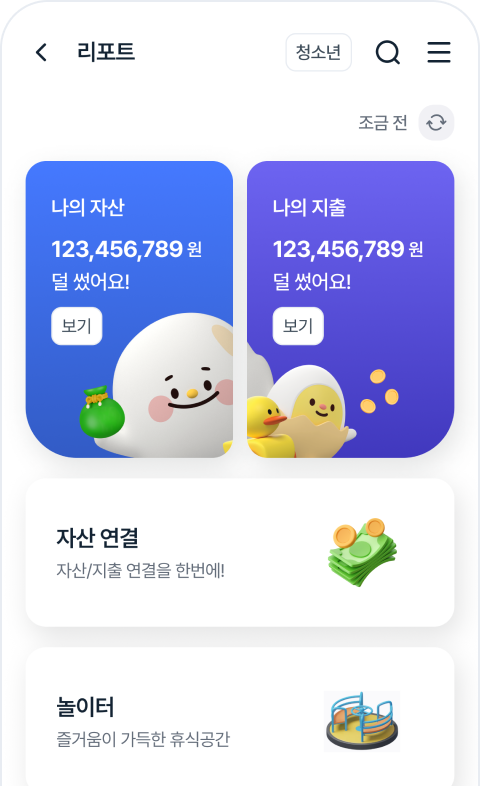 리포트
청소년
조금 전
나의 자산
123,456,789 원
덜 썼어요!
보기
나의 지출
123,456,789 원
덜 썼어요!
보기
자산 연결
자산/지출 연결을 한번에!
놀이터
즐거움이 가득한 휴식공간